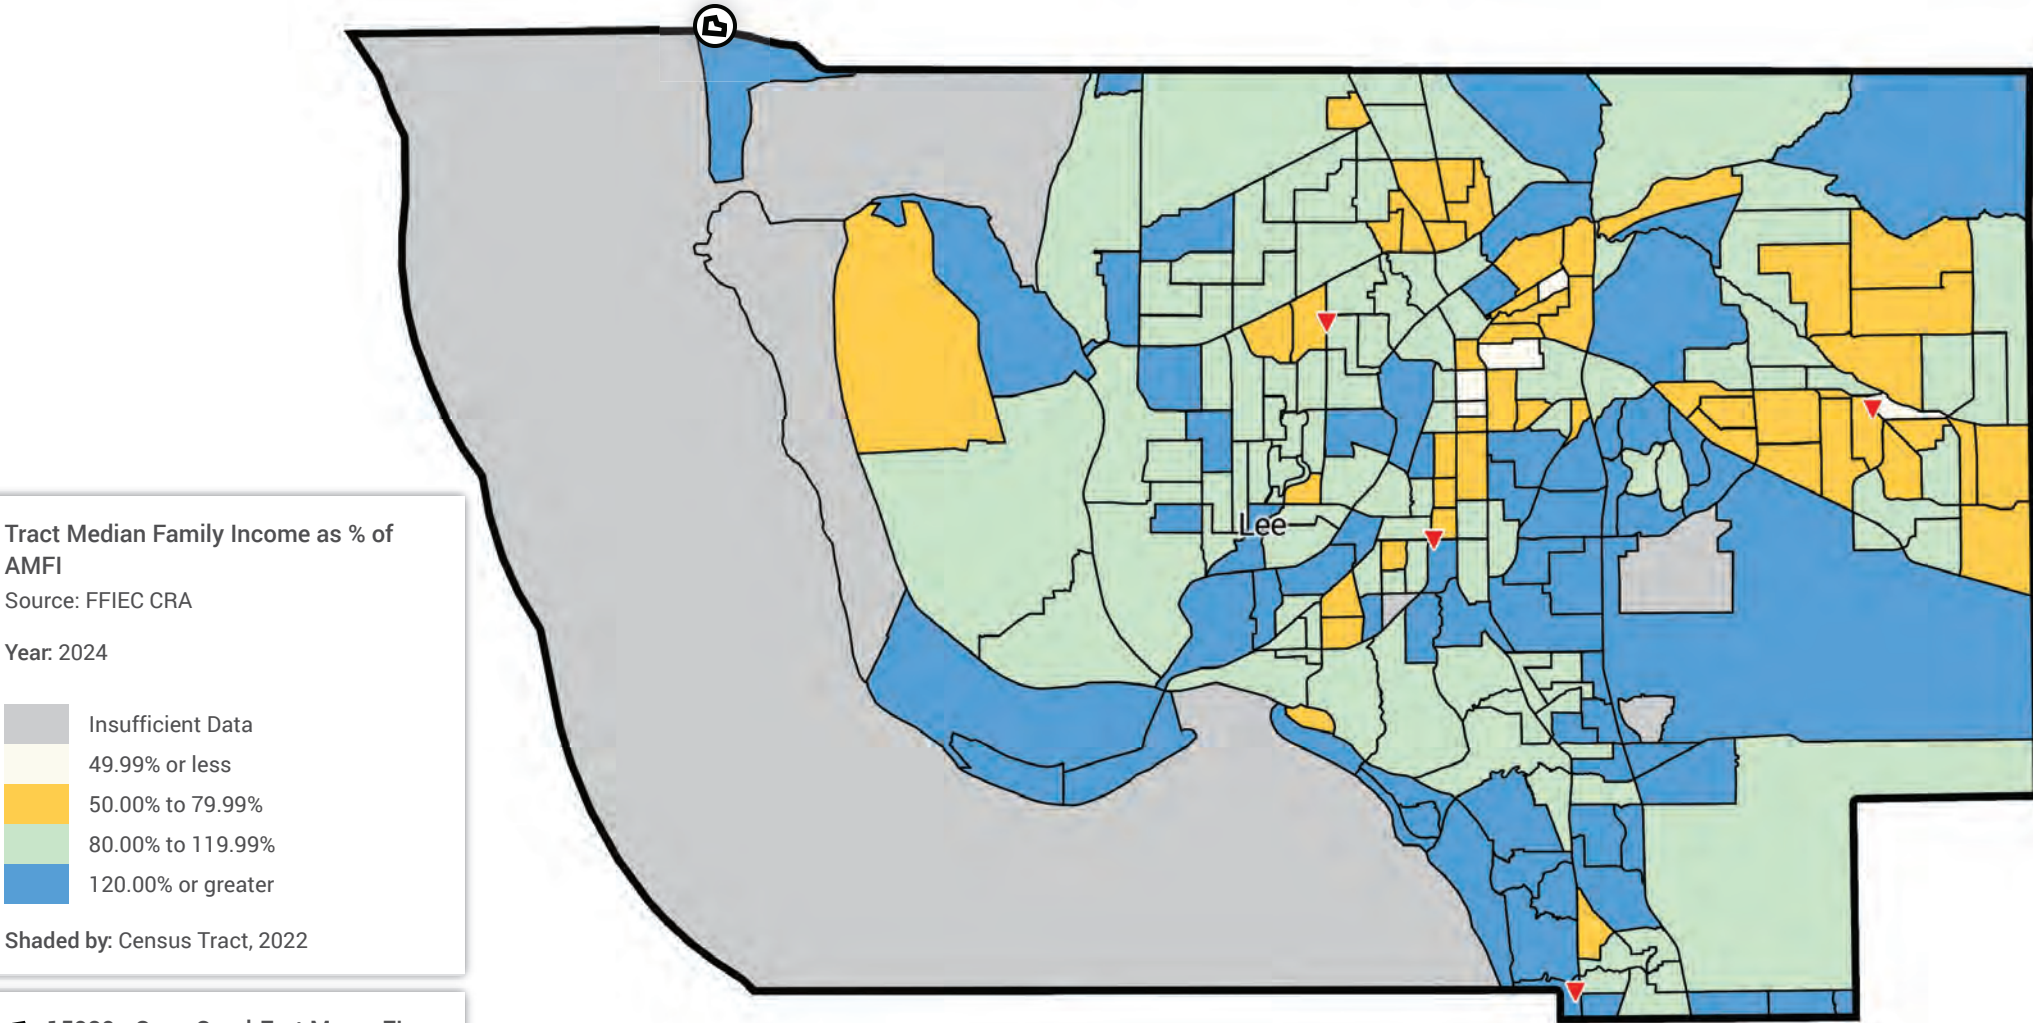 Lee
Tract Median Family Income as % of
AMFI
Source: FFIEC CRA
Year: 2024
Insufficient Data
49.99% or less
50.00% to 79.99%
80.00% to 119.99%
120.00% or greater
Shaded by: Census Tract, 2022